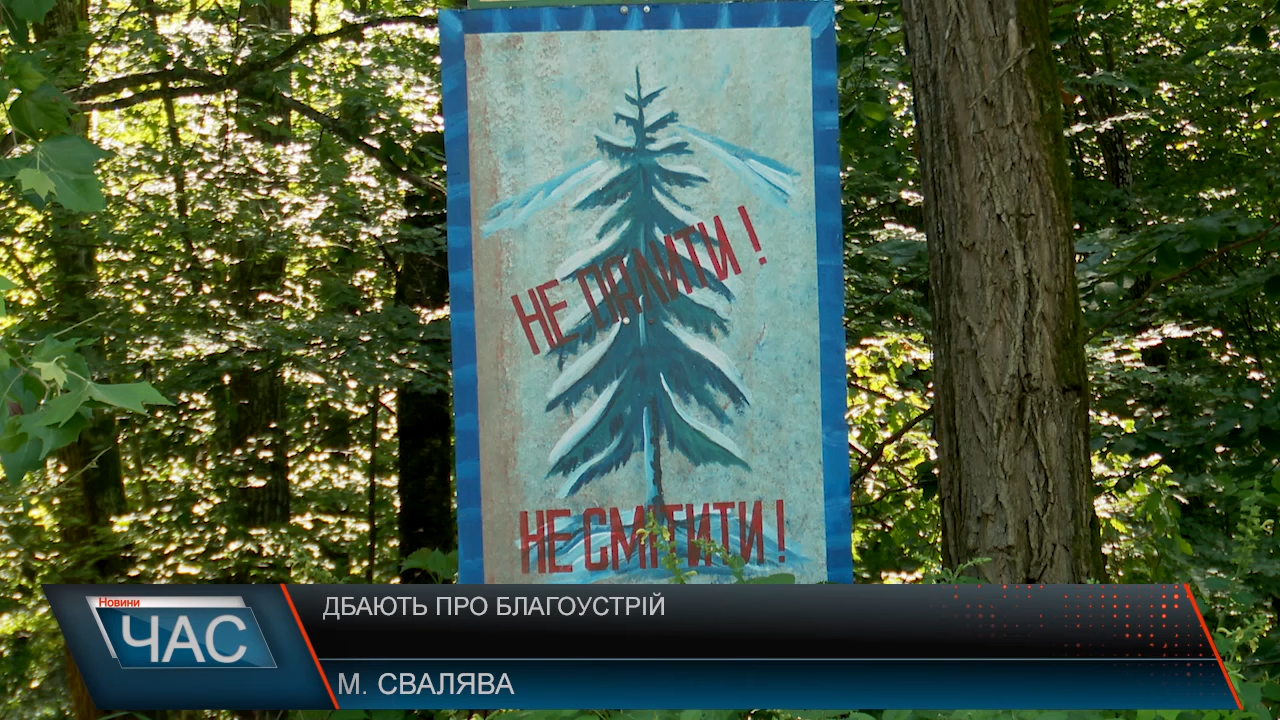 НЕ ПАЛИТИ!
НЕ СМІТИТИ!
Новини
ЧАС
ДБАЮТЬ ПРО БЛАГОУСТРІЙ
М. СВАЛЯВА